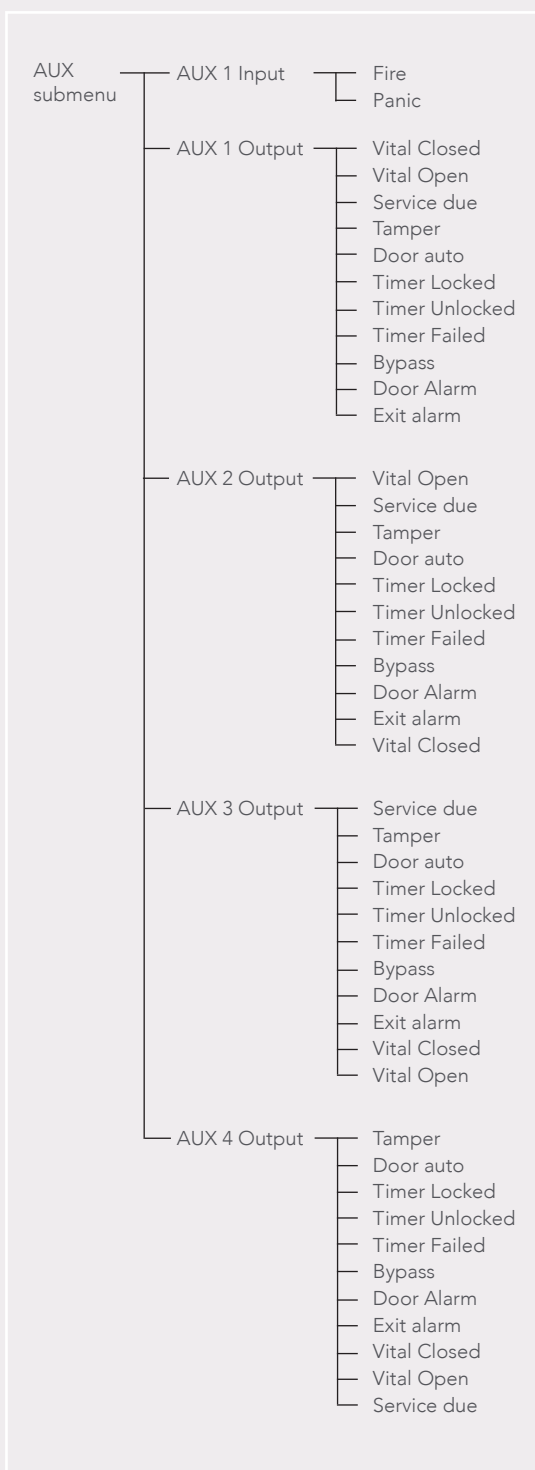 AUX
submenu
AUX 1 Input
Fire
Panic
AUX 1 Output
Vital Closed
Vital Open
Service due
Tamper
Door auto
Timer Locked
Timer Unlocked
Timer Failed
Bypass
Door Alarm
Exit alarm
AUX 2 Output
Vital Open
Service due
Tamper
Door auto
Timer Locked
Timer Unlocked
Timer Failed
Bypass
Door Alarm
Exit alarm
Vital Closed
AUX 3 Output
Service due
Tamper
Door auto
Timer Locked
Timer Unlocked
Timer Failed
Bypass
Door Alarm
Exit alarm
Vital Closed
Vital Open
AUX 4 Output
Tamper
Door auto
Timer Locked
Timer Unlocked
Timer Failed
Bypass
Door Alarm
Exit alarm
Vital Closed
Vital Open
Service due